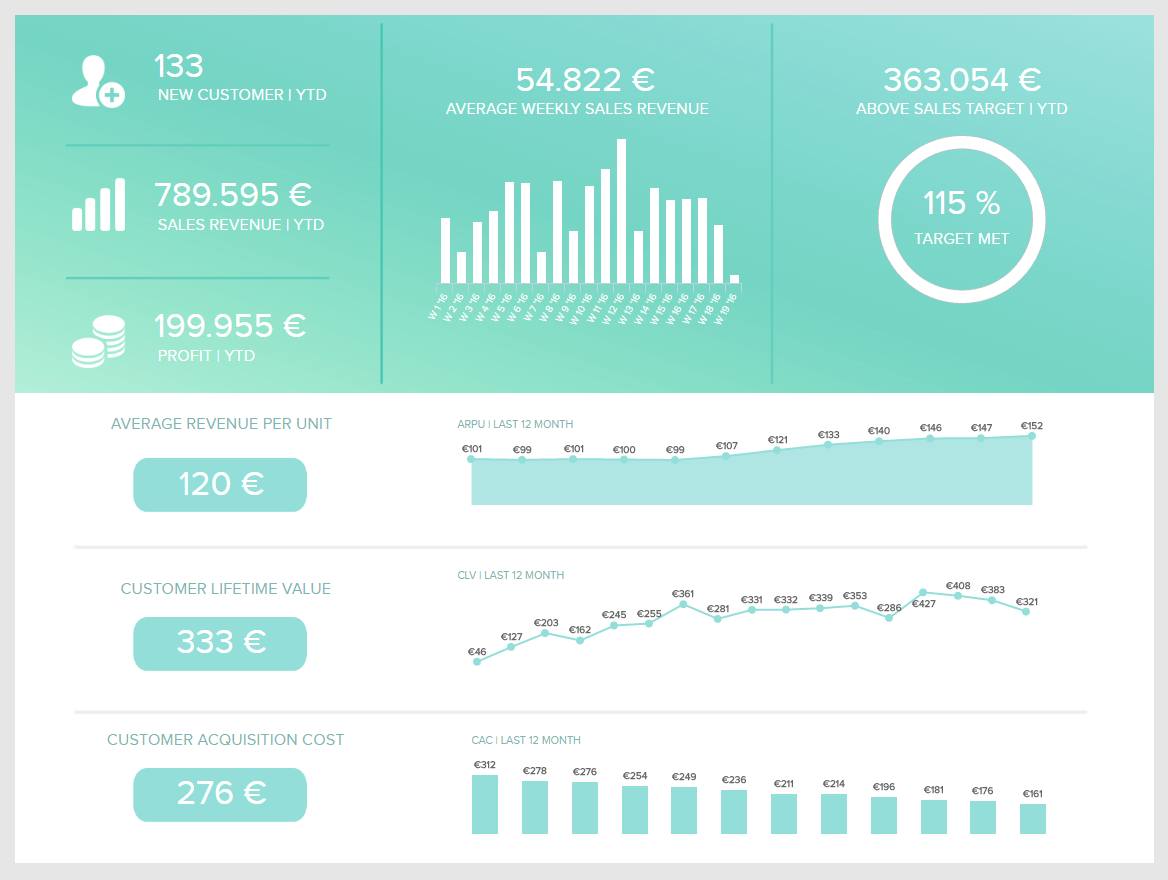 133
NEW CUSTOMER | YTD
789.595 €
SALES REVENUE | YTD
199.955 €
PROFIT | YTD
54.822 €
AVERAGE WEEKLY SALES REVENUE
W 1 '16 W 2 '16 W 3 '16 W 4 '16 W 5 '16 W 6 '16 W 7 '16 W 8 '16 W 9 '16 W 10 '16 W 11 '16 W 12 '16 W 13 '16 W 14 '16 W 15 '16 W 16 '16 W 17 '16 W 18 '16 W 19 '16
363.054 €
ABOVE SALES TARGET | YTD
115 %
TARGET MET
AVERAGE REVENUE PER UNIT
120 €
ARPU | LAST 12 MONTH
€101 €99 €101 €100 €99 €107 €121 €133 €140 €146 €147 €152
CUSTOMER LIFETIME VALUE
333 €
CLV | LAST 12 MONTH
€46 €127 €203 €162 €245 €255 €361 €281 €331 €332 €339 €353 €286 €427 €408 €383 €321
CUSTOMER ACQUISITION COST
276 €
CAC | LAST 12 MONTH
€312 €278 €276 €254 €249 €236 €211 €214 €196 €181 €176 €161